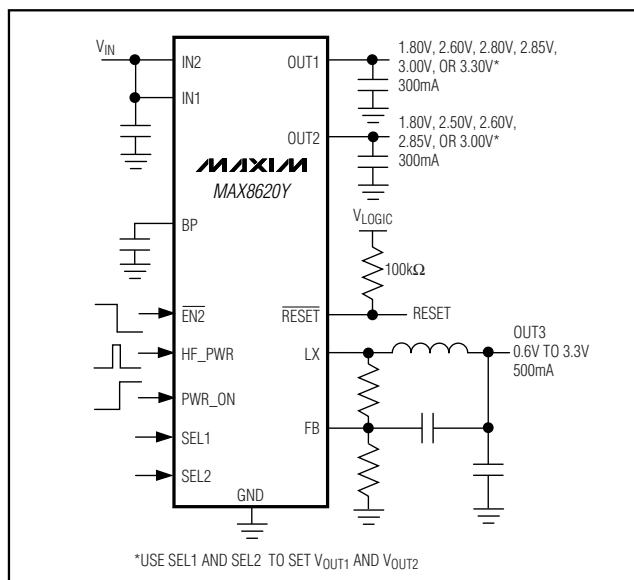 V_IN
IN2
IN1
BP
EN2
HF_PWR
PWR_ON
SEL1
SEL2
GND
MAXIM
MAX8620Y
OUT1
1.80V, 2.60V, 2.80V, 2.85V,
3.00V, OR 3.30V*
300mA
OUT2
1.80V, 2.50V, 2.60V,
2.85V, OR 3.00V*
300mA
V_LOGIC
100kΩ
RESET
RESET
LX
OUT3
0.6V TO 3.3V
500mA
FB
*USE SEL1 AND SEL2 TO SET V_OUT1 AND V_OUT2